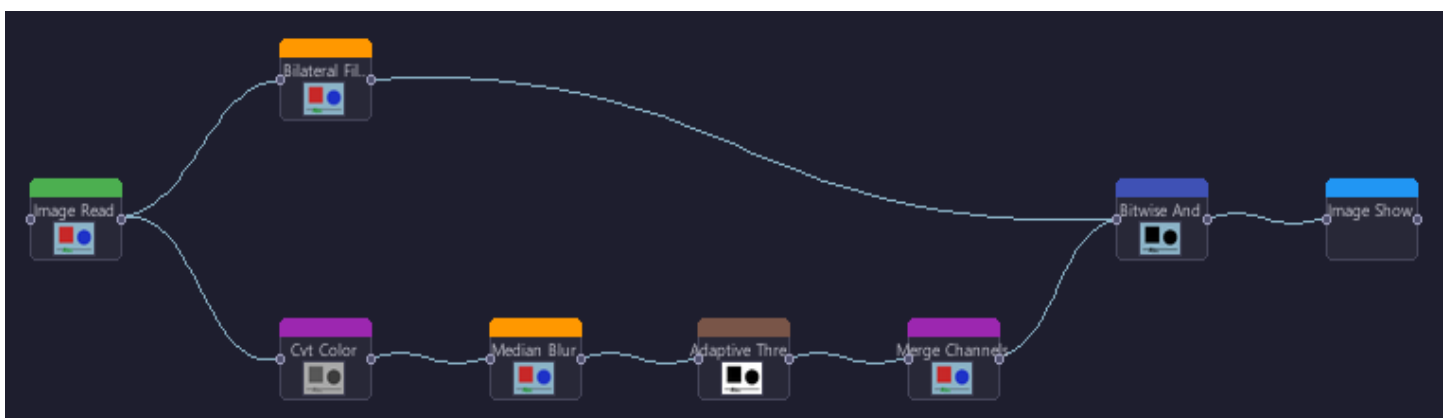 Bilateral Fil..
Image Read
Bitwise And
Image Show
Cvt Color
Median Blur
Adaptive Thre
Merge Channels